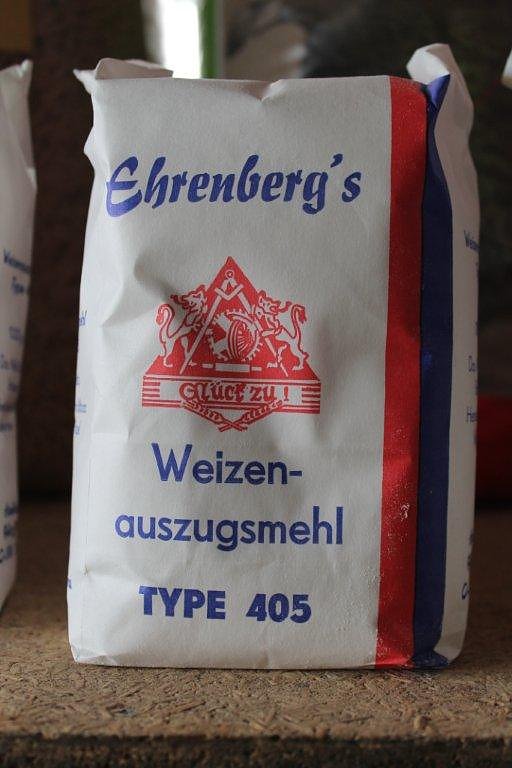 Ehrenberg's
Glück zu!
Weizen-
auszugsmehl
TYPE 405